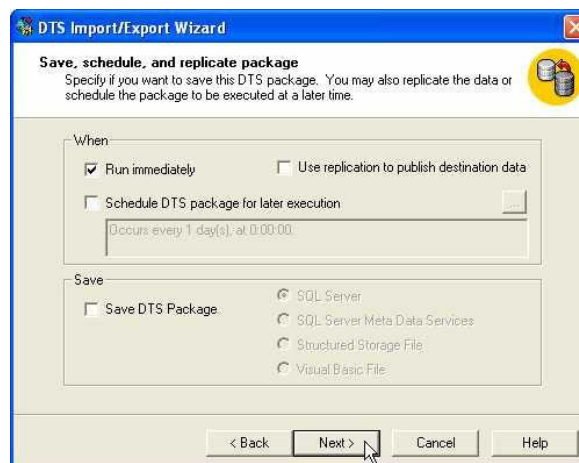 DTS Import/Export Wizard
Save, schedule, and replicate package
Specify if you want to save this DTS package. You may also replicate the data or
schedule the package to be executed at a later time.
When
Run immediately
Use replication to publish destination data
Schedule DTS package for later execution
...
Occurs every 1 day(s), at 0:00:00.
Save
Save DTS Package
SQL Server
SQL Server Meta Data Services
Structured Storage File
Visual Basic File
< Back
Next >
Cancel
Help